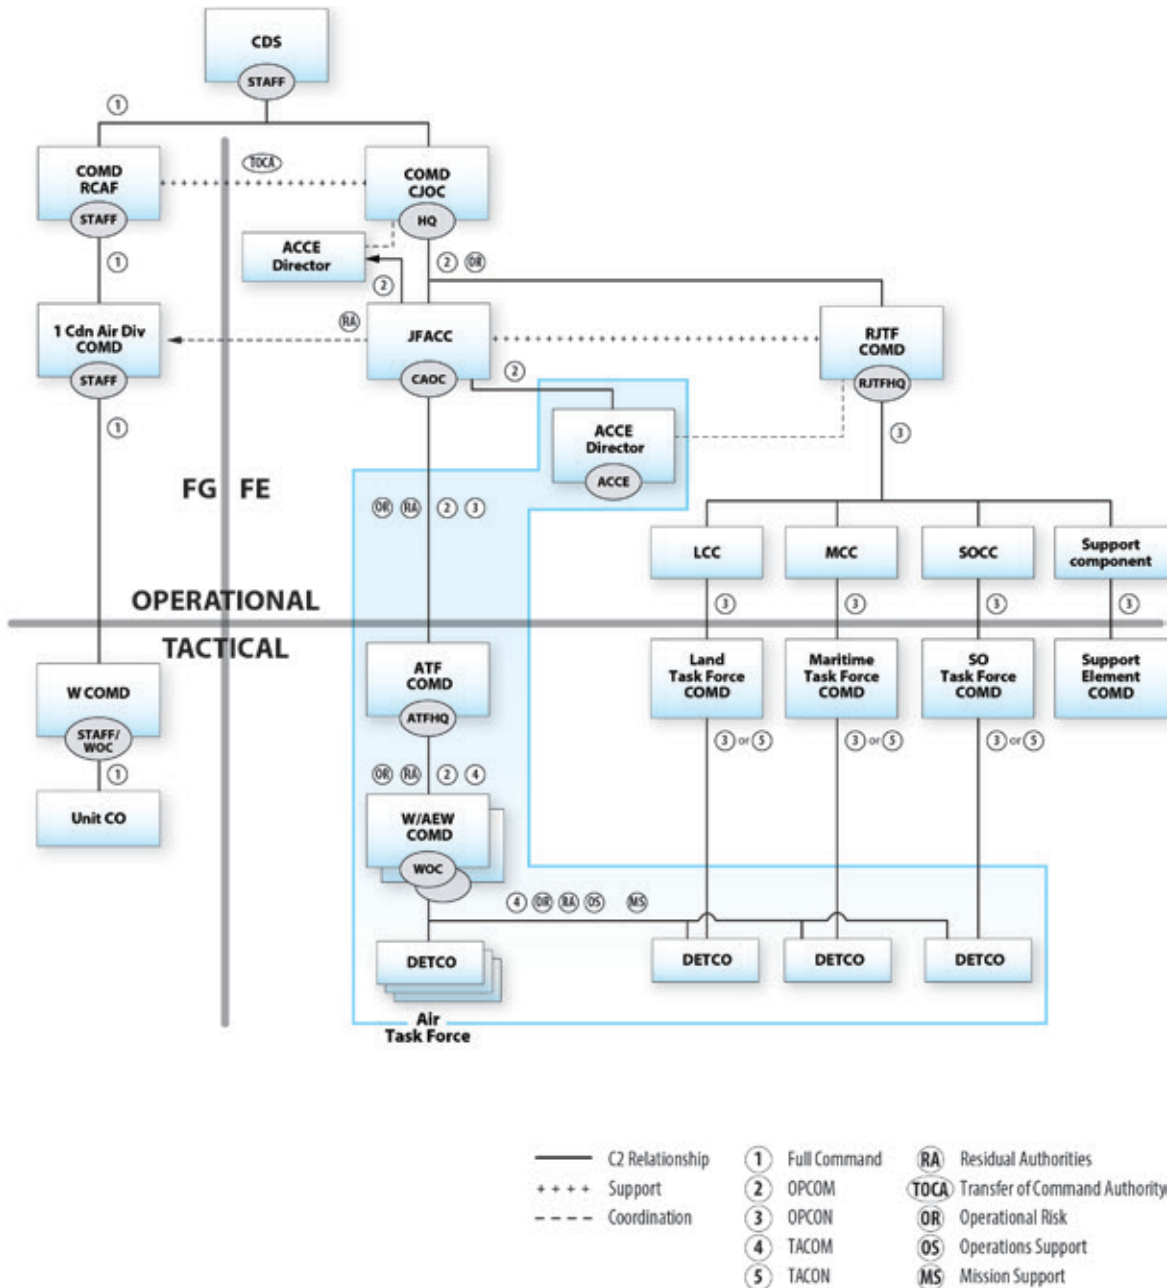 CDS
STAFF
1
COMD
RCAF
STAFF
TOCA
COMD
CJOC
HQ
ACCE
Director
1
2 OR
2
1 Cdn Air Div
COMD
STAFF
RA
JFACC
CAOC
RJTF
COMD
RJTFHQ
2
1
ACCE
Director
ACCE
3
FG FE
OR RA 2 3
LCC
MCC
SOCC
Support
component
OPERATIONAL
3 3 3 3
TACTICAL
W COMD
STAFF/
WOC
ATF
COMD
ATFHQ
Land
Task Force
COMD
Maritime
Task Force
COMD
SO
Task Force
COMD
Support
Element
COMD
3 or 5 3 or 5 3 or 5
1
OR RA 2 4
Unit CO
W/AEW
COMD
WOC
4 OR RA OS MS
DETCO
DETCO
DETCO
DETCO
Air
Task Force
C2 Relationship
Support
Coordination
1 Full Command
2 OPCOM
3 OPCON
4 TACOM
5 TACON
RA Residual Authorities
TOCA Transfer of Command Authority
OR Operational Risk
OS Operations Support
MS Mission Support